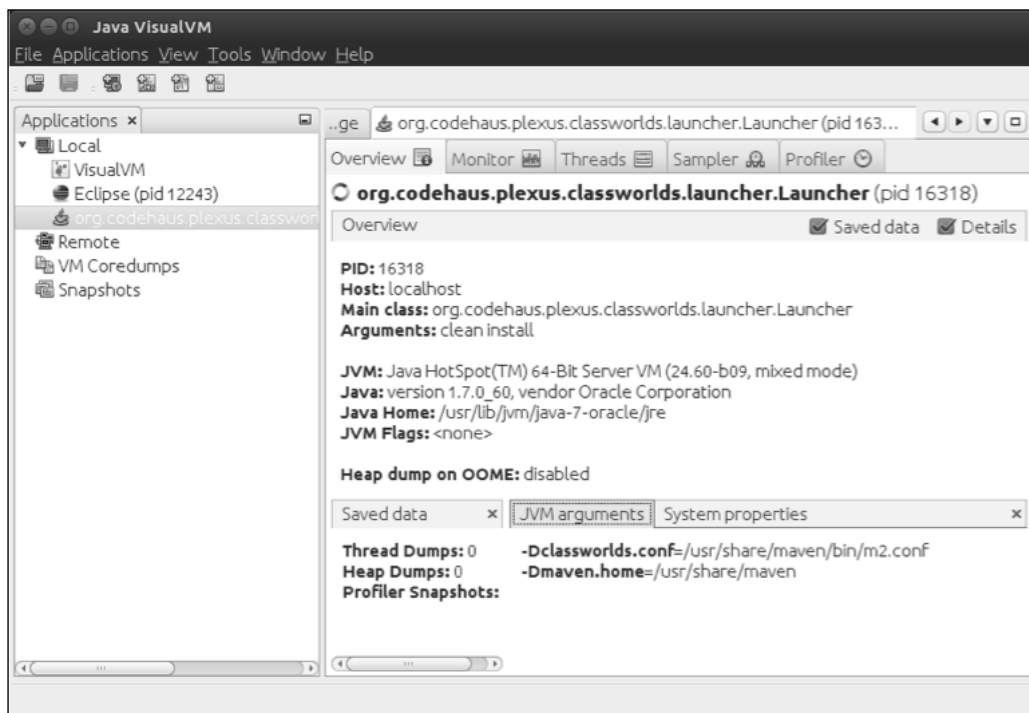 Java VisualVM
File Applications View Tools Window Help
Applications
Local
VisualVM
Eclipse (pid 12243)
org.codehaus.plexus.classwor
Remote
VM Coredumps
Snapshots
..ge org.codehaus.plexus.classworlds.launcher.Launcher (pid 163...
Overview Monitor Threads Sampler Profiler
org.codehaus.plexus.classworlds.launcher.Launcher (pid 16318)
Overview Saved data Details
PID: 16318
Host: localhost
Main class: org.codehaus.plexus.classworlds.launcher.Launcher
Arguments: clean install
JVM: Java HotSpot(TM) 64-Bit Server VM (24.60-b09, mixed mode)
Java: version 1.7.0_60, vendor Oracle Corporation
Java Home: /usr/lib/jvm/java-7-oracle/jre
JVM Flags: <none>
Heap dump on OOME: disabled
Saved data
Thread Dumps: 0
Heap Dumps: 0
Profiler Snapshots:
JVM arguments System properties
-Dclassworlds.conf=/usr/share/maven/bin/m2.conf
-Dmaven.home=/usr/share/maven